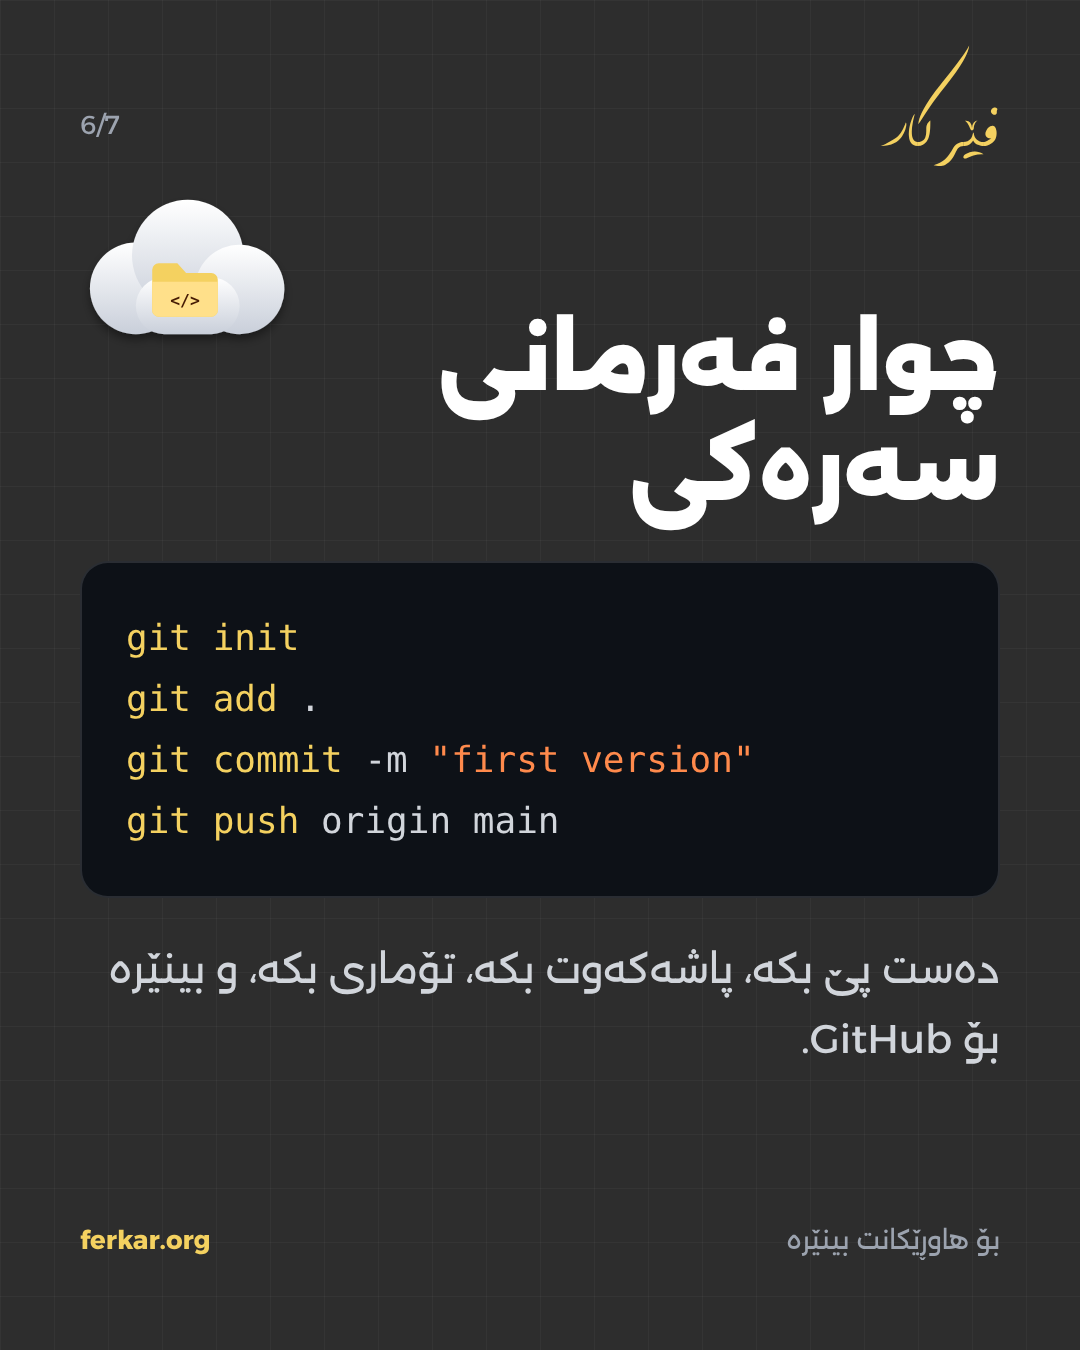 6/7
فێرکار
</>
چوار فەرمانی
سەرەکی
git init
git add .
git commit -m "first version"
git push origin main
دەست پێ بکە، پاشەکەوت بکە، تۆماری بکە، و بینێرە
بۆ GitHub.
ferkar.org
بۆ هاوڕێکانت بینێرە